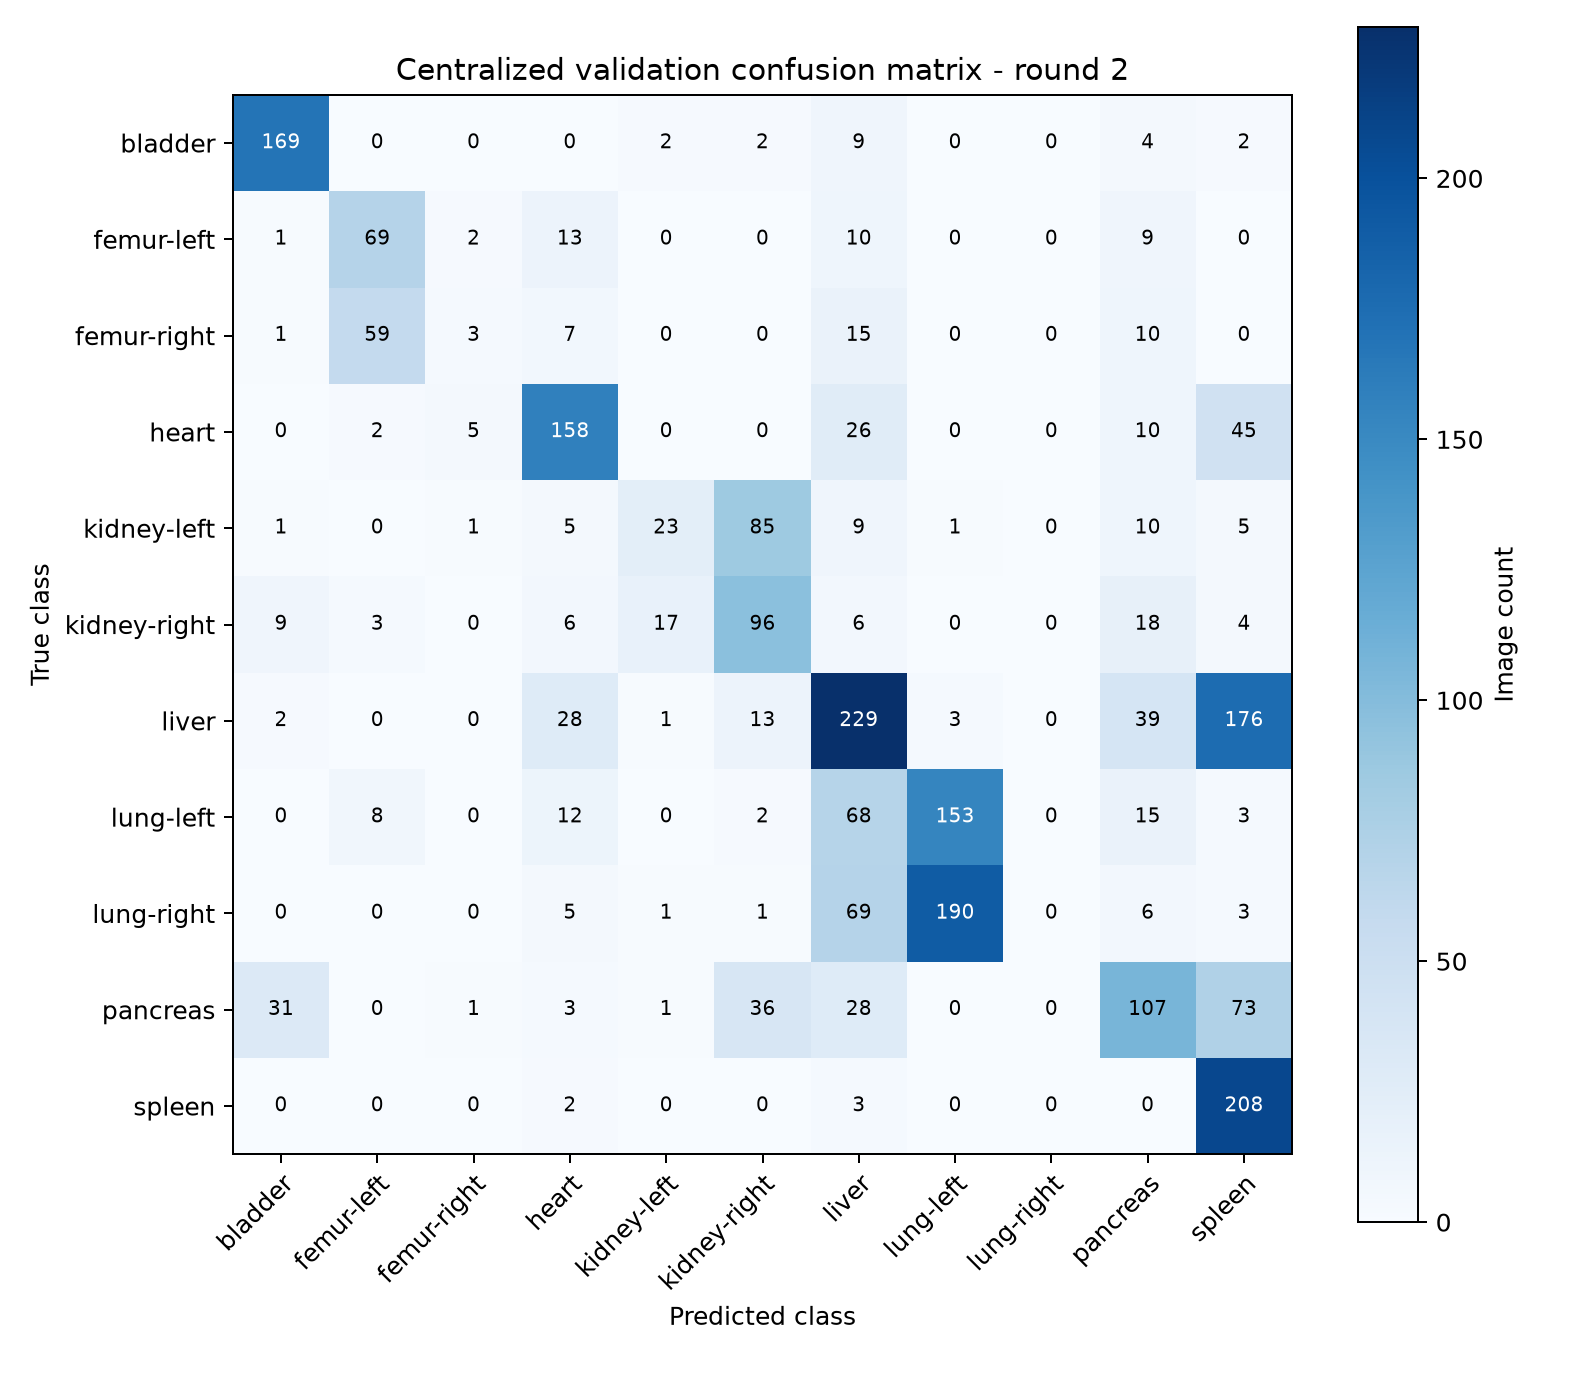 Centralized validation confusion matrix - round 2
bladder 169 0 0 0 2 2 9 0 0 4 2
femur-left 1 69 2 13 0 0 10 0 0 9 0
femur-right 1 59 3 7 0 0 15 0 0 10 0
heart 0 2 5 158 0 0 26 0 0 10 45
kidney-left 1 0 1 5 23 85 9 1 0 10 5
kidney-right 9 3 0 6 17 96 6 0 0 18 4
liver 2 0 0 28 1 13 229 3 0 39 176
lung-left 0 8 0 12 0 2 68 153 0 15 3
lung-right 0 0 0 5 1 1 69 190 0 6 3
pancreas 31 0 1 3 1 36 28 0 0 107 73
spleen 0 0 0 2 0 0 3 0 0 0 208
bladder femur-left femur-right heart kidney-left kidney-right liver lung-left lung-right pancreas spleen
Predicted class
True class
200
150
100
50
0
Image count